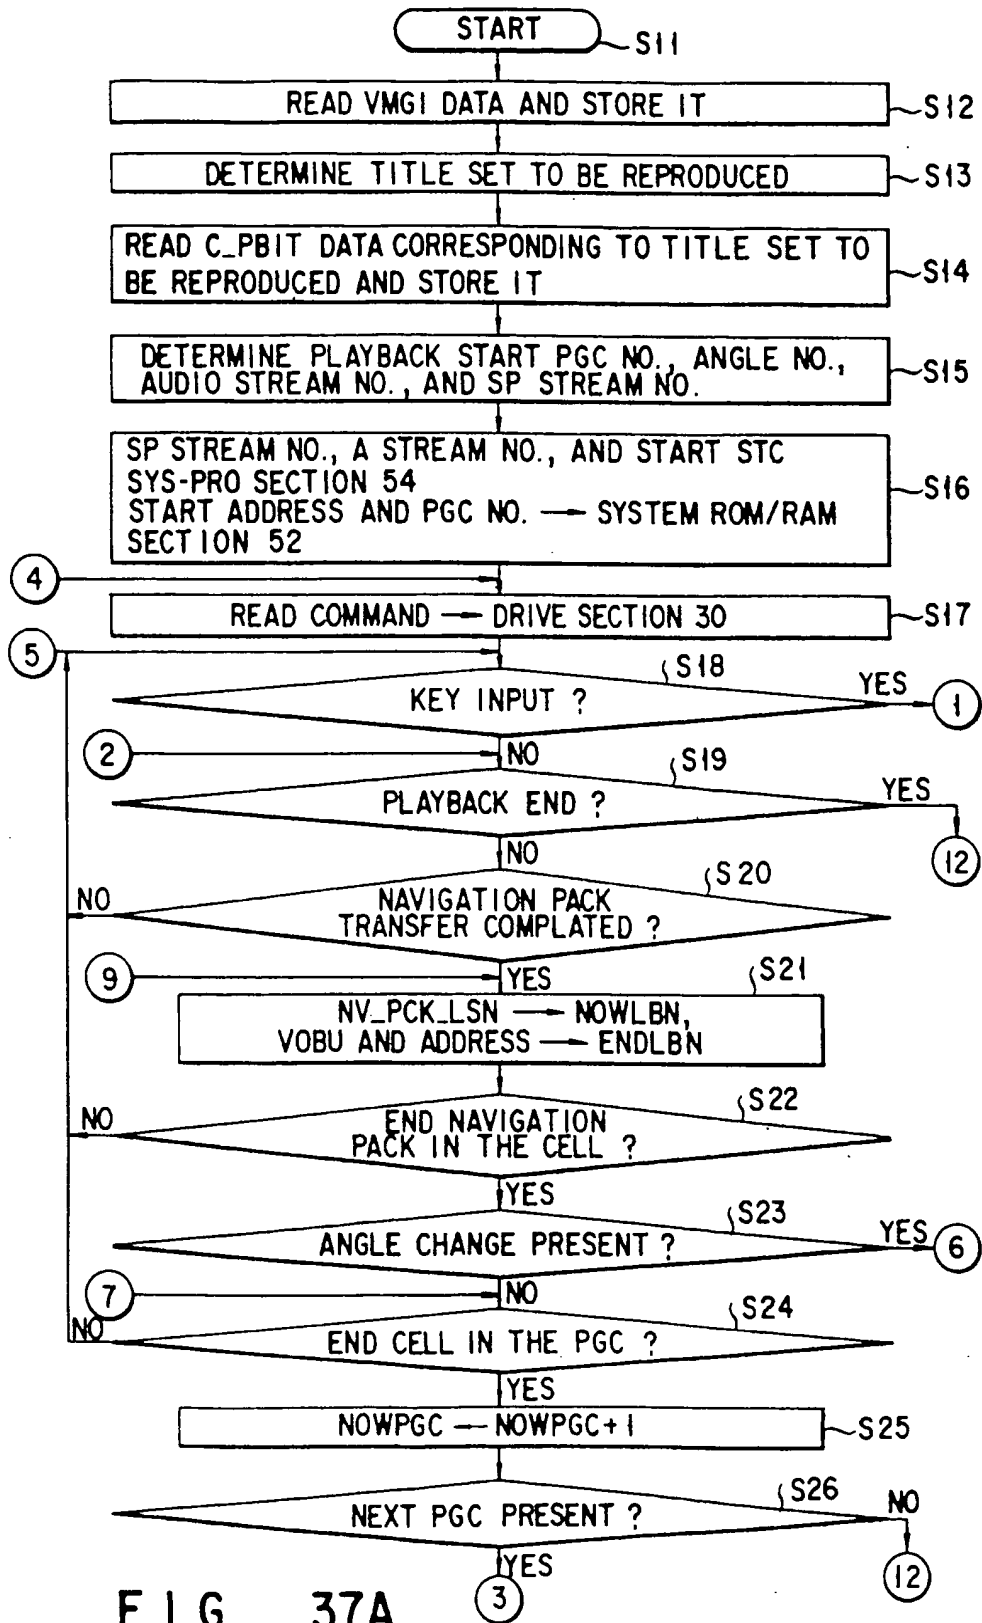 START
S11
READ VMGI DATA AND STORE IT
S12
DETERMINE TITLE SET TO BE REPRODUCED
S13
READ C_PBIT DATA CORRESPONDING TO TITLE SET TO
BE REPRODUCED AND STORE IT
S14
DETERMINE PLAYBACK START PGC NO., ANGLE NO.,
AUDIO STREAM NO., AND SP STREAM NO.
S15
SP STREAM NO., A STREAM NO., AND START STC
SYS-PRO SECTION 54
START ADDRESS AND PGC NO. → SYSTEM ROM/RAM
SECTION 52
S16
4
READ COMMAND → DRIVE SECTION 30
S17
5
S18
KEY INPUT ?
YES
1
2
NO
S19
PLAYBACK END ?
YES
12
NO
S20
NO
NAVIGATION PACK
TRANSFER COMPLATED ?
9
YES
S21
NV_PCK_LSN → NOWLBN,
VOBU AND ADDRESS → ENDLBN
S22
NO
END NAVIGATION
PACK IN THE CELL ?
YES
S23
ANGLE CHANGE PRESENT ?
YES
6
7
NO
S24
NO
END CELL IN THE PGC ?
YES
NOWPGC ← NOWPGC+1
S25
S26
NEXT PGC PRESENT ?
NO
12
YES
3
FIG. 37A